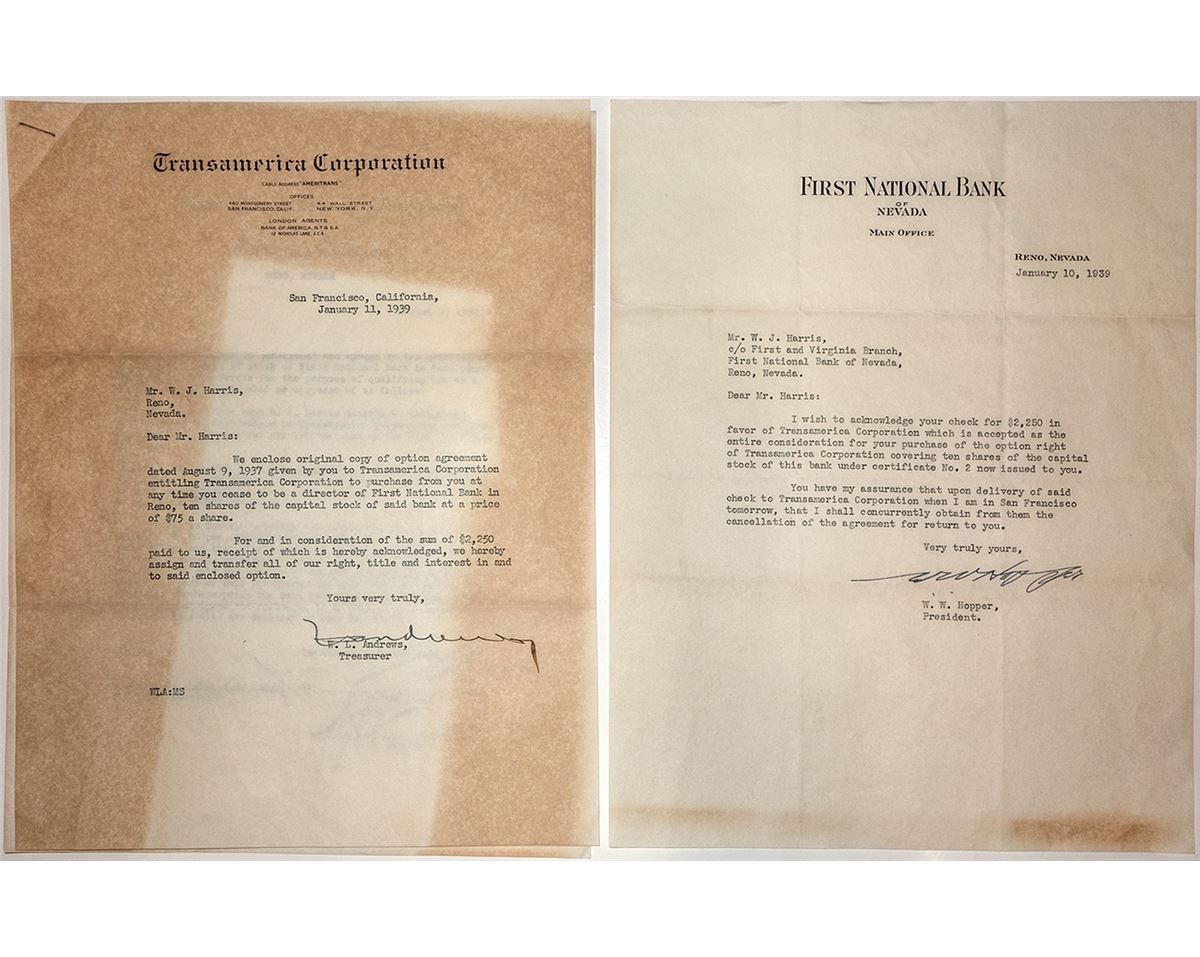 Transamerica Corporation
CABLE ADDRESS "AMERITRANS"
OFFICES
460 MONTGOMERY STREET 44 WALL STREET
SAN FRANCISCO, CALIF. NEW YORK, N.Y.
LONDON AGENTS
BANK OF AMERICA, N.T. & S.A.
12 NICHOLAS LANE, E.C.4.
San Francisco, California,
January 11, 1939
Mr. W. J. Harris,
Reno,
Nevada.
Dear Mr. Harris:
We enclose original copy of option agreement
dated August 9, 1937 given by you to Transamerica Corporation
entitling Transamerica Corporation to purchase from you at
any time you cease to be a director of First National Bank in
Reno, ten shares of the capital stock of said bank at a price
of $75 a share.
For and in consideration of the sum of $2,250
paid to us, receipt of which is hereby acknowledged, we hereby
assign and transfer all of our right, title and interest in and
to said enclosed option.
Yours very truly,
W. L. Andrews,
Treasurer
WLA:MS
FIRST NATIONAL BANK
OF
NEVADA
MAIN OFFICE
RENO, NEVADA
January 10, 1939
Mr. W. J. Harris,
c/o First and Virginia Branch,
First National Bank of Nevada,
Reno, Nevada.
Dear Mr. Harris:
I wish to acknowledge your check for $2,250 in
favor of Transamerica Corporation which is accepted as the
entire consideration for your purchase of the option right
of Transamerica Corporation covering ten shares of the capital
stock of this bank under certificate No. 2 now issued to you.
You have my assurance that upon delivery of said
check to Transamerica Corporation when I am in San Francisco
tomorrow, that I shall concurrently obtain from them the
cancellation of the agreement for return to you.
Very truly yours,
W. W. Hopper,
President.